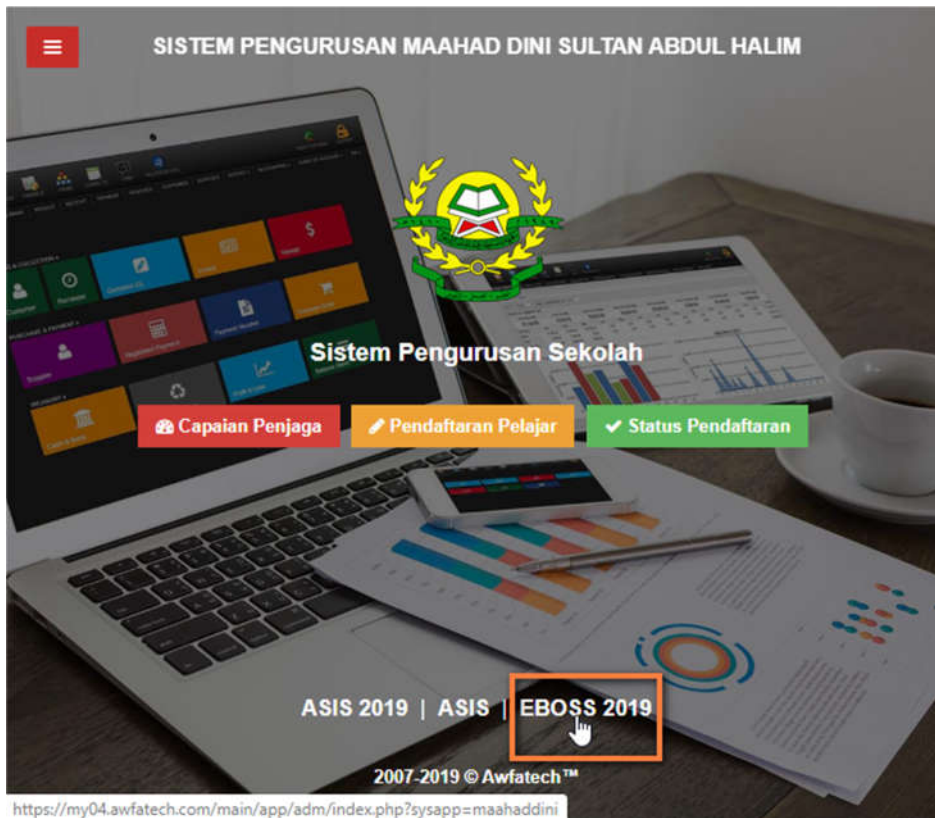 SISTEM PENGURUSAN MAAHAD DINI SULTAN ABDUL HALIM
Sistem Pengurusan Sekolah
Capaian Penjaga
Pendaftaran Pelajar
Status Pendaftaran
ASIS 2019 | ASIS | EBOSS 2019
2007-2019 © Awfatech™
https://my04.awfatech.com/main/app/adm/index.php?sysapp=maahaddini